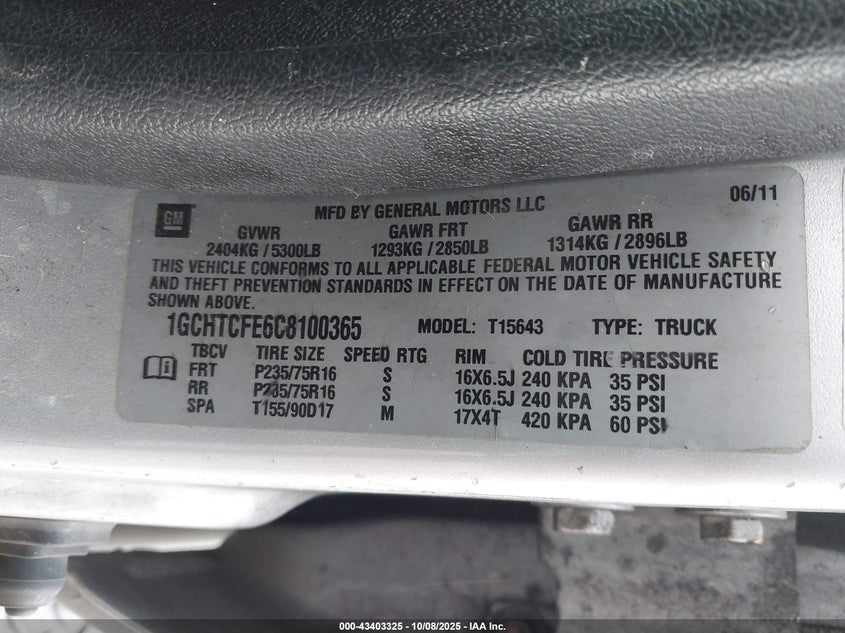 GM
MFD BY GENERAL MOTORS LLC
06/11
GVWR GAWR FRT GAWR RR
2404KG / 5300LB 1293KG / 2850LB 1314KG / 2896LB
THIS VEHICLE CONFORMS TO ALL APPLICABLE FEDERAL MOTOR VEHICLE SAFETY
AND THEFT PREVENTION STANDARDS IN EFFECT ON THE DATE OF MANUFACTURE
SHOWN ABOVE.
1GCHTCFE6C8100365 MODEL: T15643 TYPE: TRUCK
TBCV TIRE SIZE SPEED RTG RIM COLD TIRE PRESSURE
FRT P235/75R16 S 16X6.5J 240 KPA 35 PSI
RR P235/75R16 S 16X6.5J 240 KPA 35 PSI
SPA T155/90D17 M 17X4T 420 KPA 60 PSI
000-43403325 - 10/08/2025 - IAA Inc.